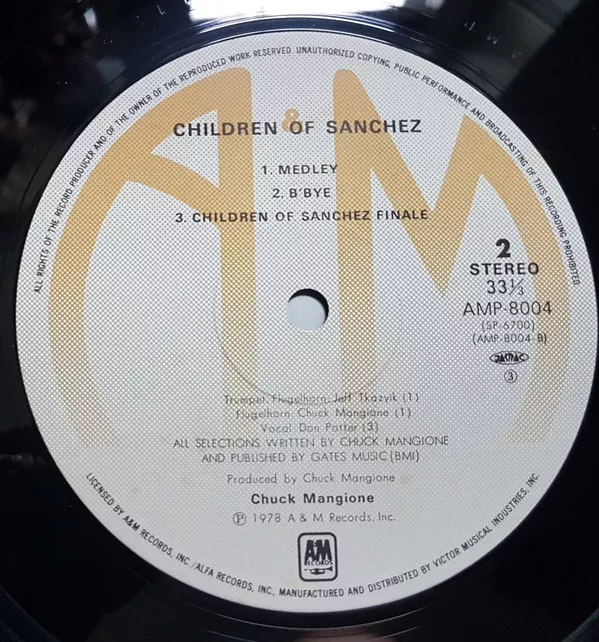 ALL RIGHTS OF THE RECORD PRODUCER AND OF THE OWNER OF THE REPRODUCED WORK RESERVED. UNAUTHORIZED COPYING, PUBLIC PERFORMANCE AND BROADCASTING OF THIS RECORDING PROHIBITED.
A&M
CHILDREN OF SANCHEZ
1. MEDLEY
2. B'BYE
3. CHILDREN OF SANCHEZ FINALE
2
STEREO
33⅓
AMP-8004
(SP-6700)
(AMP-8004-B)
JASRAC
③
Trumpet, Flugelhorn: Jeff Tkazyik (1)
Flugelhorn: Chuck Mangione (1)
Vocal: Don Potter (3)
ALL SELECTIONS WRITTEN BY CHUCK MANGIONE
AND PUBLISHED BY GATES MUSIC (BMI)
Produced by Chuck Mangione
Chuck Mangione
℗ 1978 A & M Records, Inc.
A&M
RECORDS
LICENSED BY A&M RECORDS, INC./ALFA RECORDS, INC., MANUFACTURED AND DISTRIBUTED BY VICTOR MUSICAL INDUSTRIES, INC.